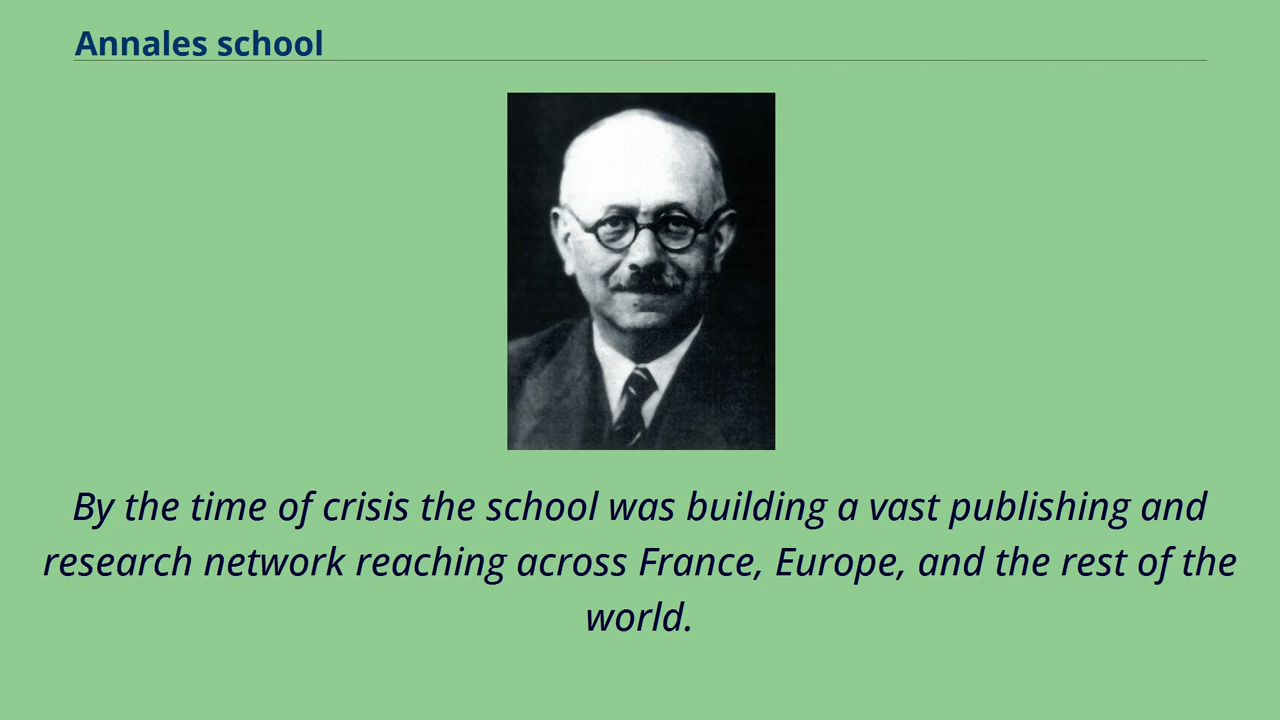 Annales school
By the time of crisis the school was building a vast publishing and
research network reaching across France, Europe, and the rest of the
world.